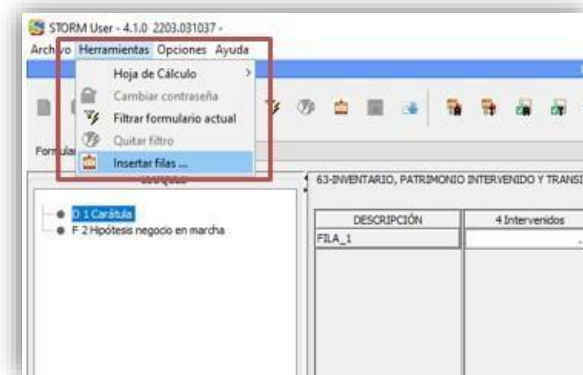 STORM User - 4.1.0 2203.031037 -
Archivo Herramientas Opciones Ayuda
Hoja de Cálculo >
Cambiar contraseña
Filtrar formulario actual
Quitar filtro
Insertar filas ...
63-INVENTARIO, PATRIMONIO INTERVENIDO Y TRANSI
D 1 Carátula
F 2 Hipótesis negocio en marcha
DESCRIPCIÓN 4 Intervenidos
FILA_1